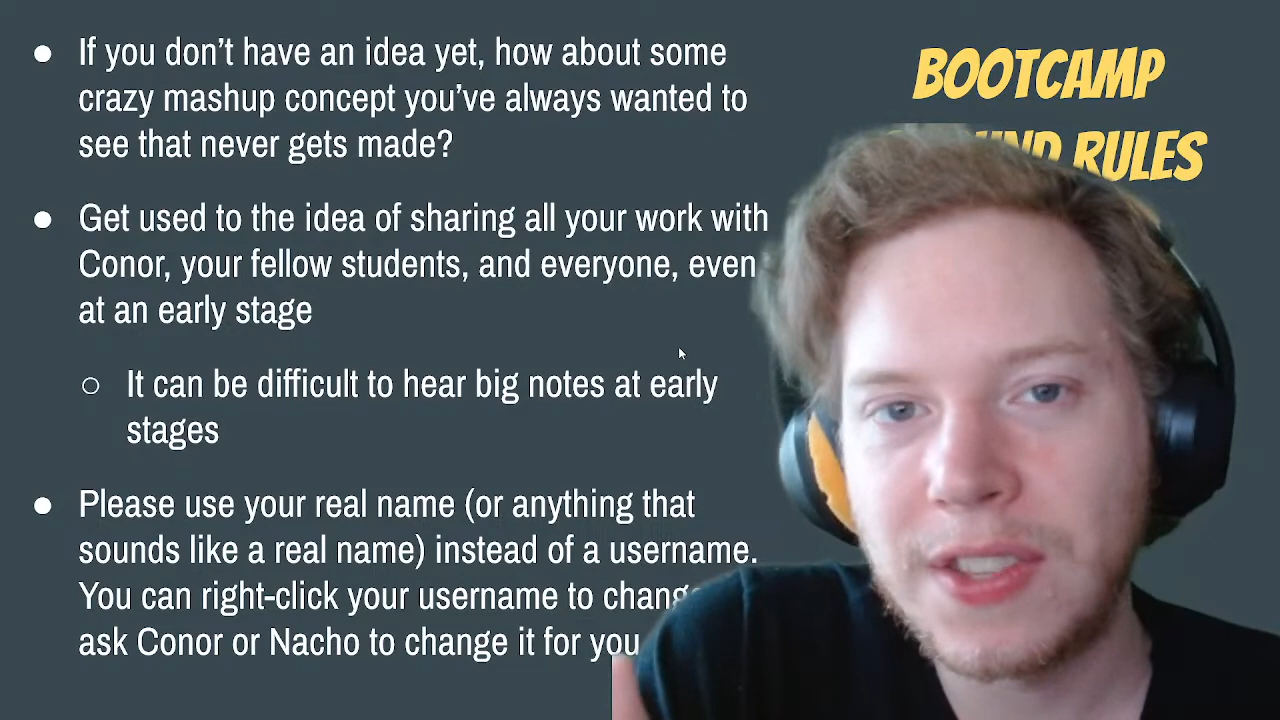 ● If you don’t have an idea yet, how about some
crazy mashup concept you’ve always wanted to
see that never gets made?
● Get used to the idea of sharing all your work with
Conor, your fellow students, and everyone, even
at an early stage
○ It can be difficult to hear big notes at early
stages
● Please use your real name (or anything that
sounds like a real name) instead of a username.
You can right-click your username to
ask Conor or Nacho to change it for you
BOOTCAMP
RULES